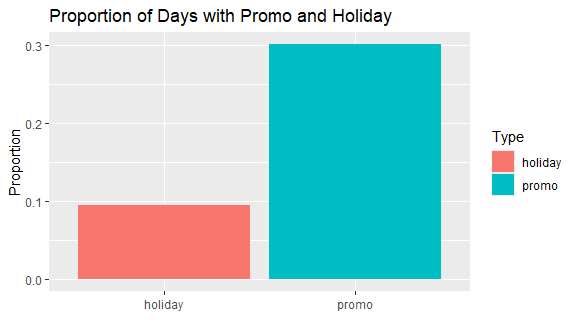 Proportion of Days with Promo and Holiday
0.3
0.2
0.1
0.0
Proportion
holiday
promo
Type
holiday
promo